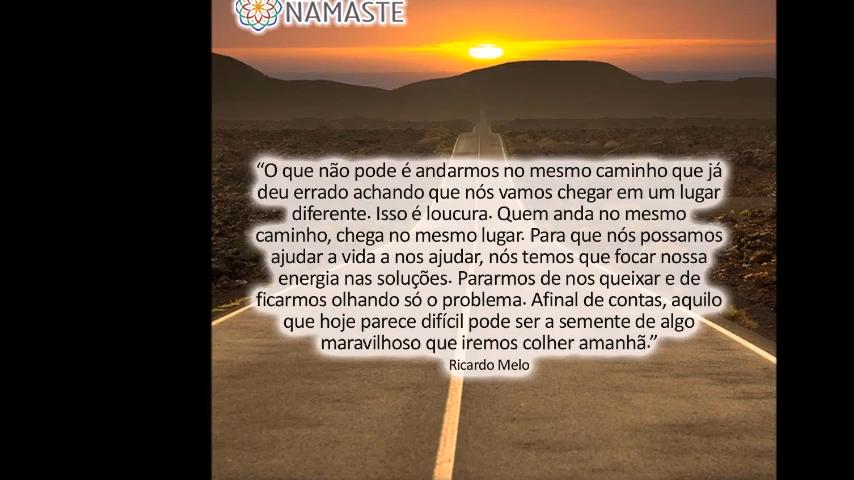 NAMASTE
“O que não pode é andarmos no mesmo caminho que já
deu errado achando que nós vamos chegar em um lugar
diferente. Isso é loucura. Quem anda no mesmo
caminho, chega no mesmo lugar. Para que nós possamos
ajudar a vida a nos ajudar, nós temos que focar nossa
energia nas soluções. Pararmos de nos queixar e de
ficarmos olhando só o problema. Afinal de contas, aquilo
que hoje parece difícil pode ser a semente de algo
maravilhoso que iremos colher amanhã.”
Ricardo Melo